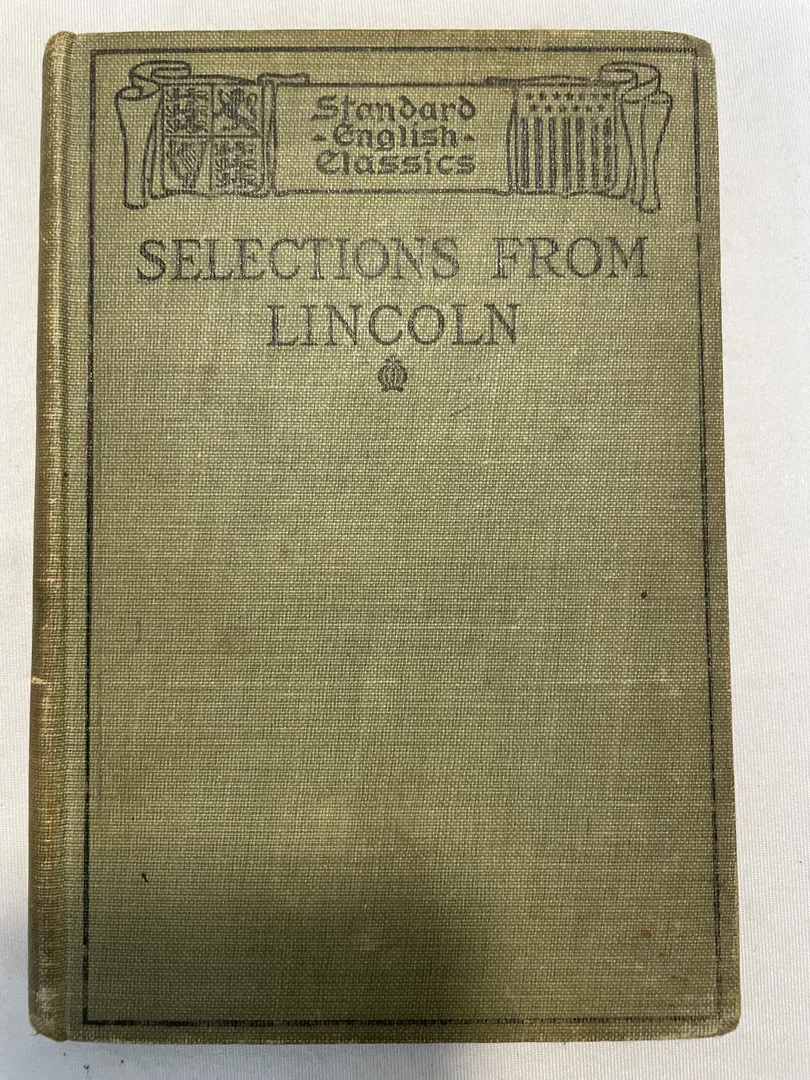 Standard
-English-
Classics
SELECTIONS FROM
LINCOLN